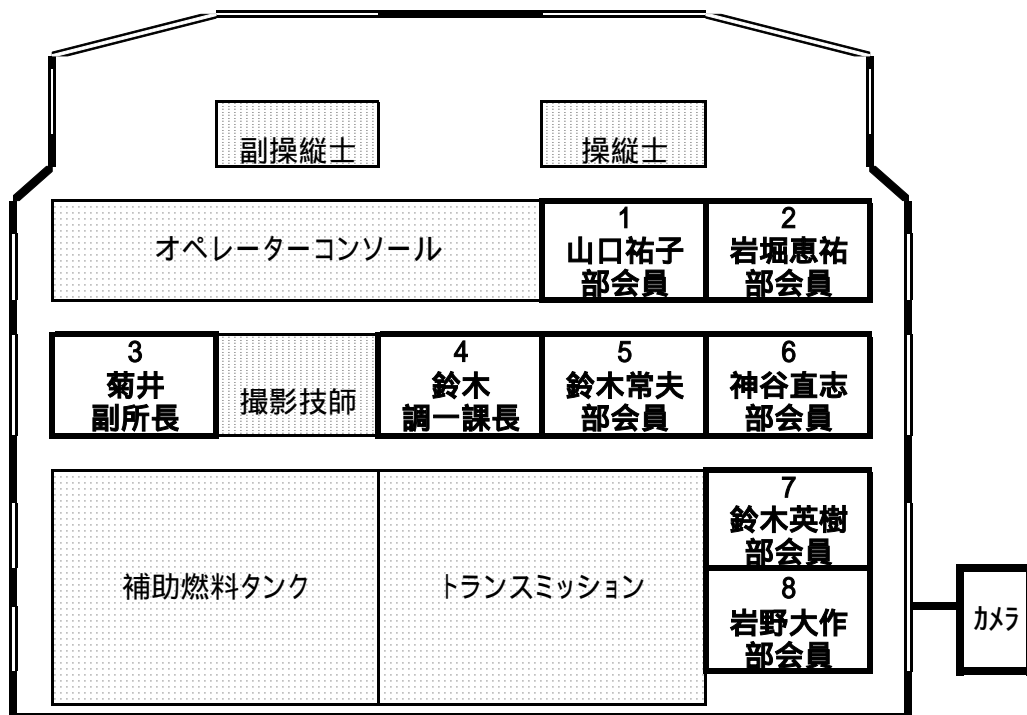 副操縦士
操縦士
オペレーターコンソール
1
山口祐子
部会員
2
岩堀恵祐
部会員
3
菊井
副所長
撮影技師
4
鈴木
調一課長
5
鈴木常夫
部会員
6
神谷直志
部会員
補助燃料タンク
トランスミッション
7
鈴木英樹
部会員
8
岩野大作
部会員
カメラ